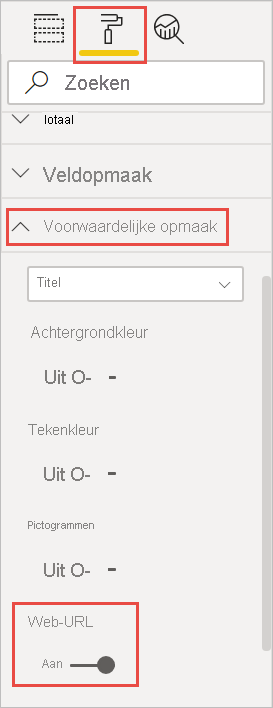 Zoeken
Totaal
Veldopmaak
Voorwaardelijke opmaak
Titel
Achtergrondkleur
Uit O-
Tekenkleur
Uit O-
Pictogrammen
Uit O-
Web-URL
Aan